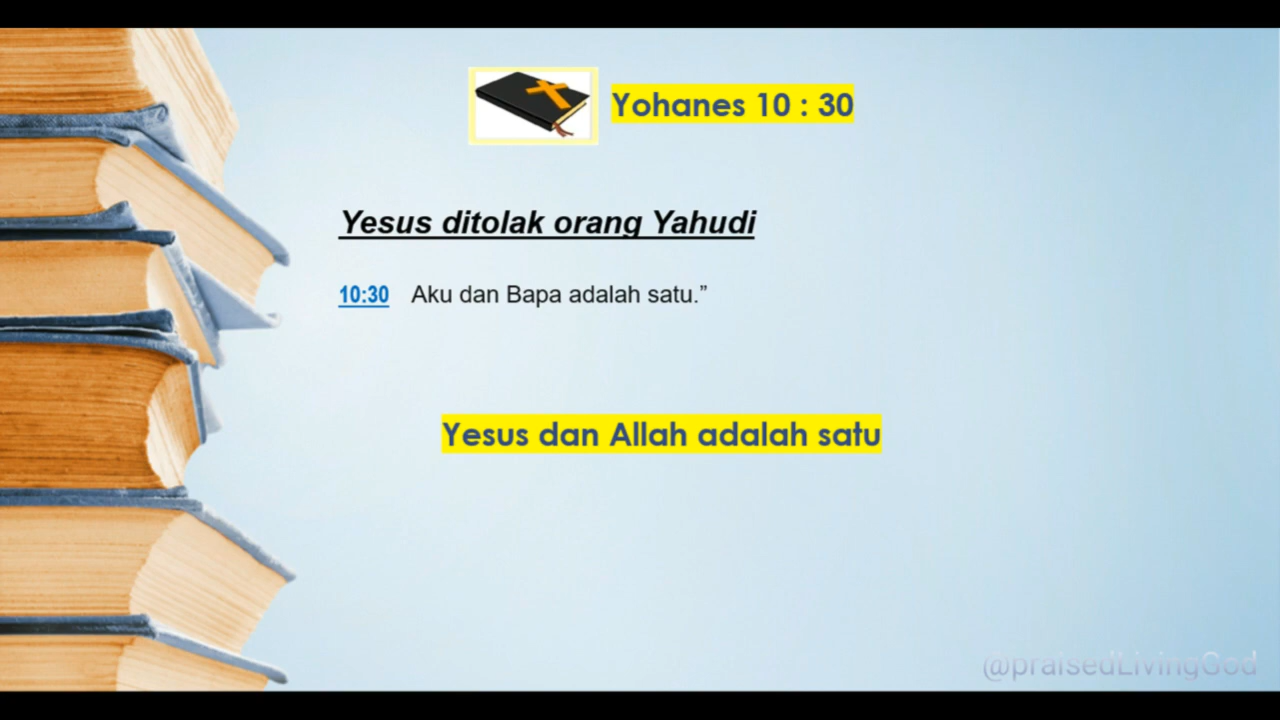 Yohanes 10 : 30
Yesus ditolak orang Yahudi
10:30 Aku dan Bapa adalah satu.”
Yesus dan Allah adalah satu
@praisedLivingGod